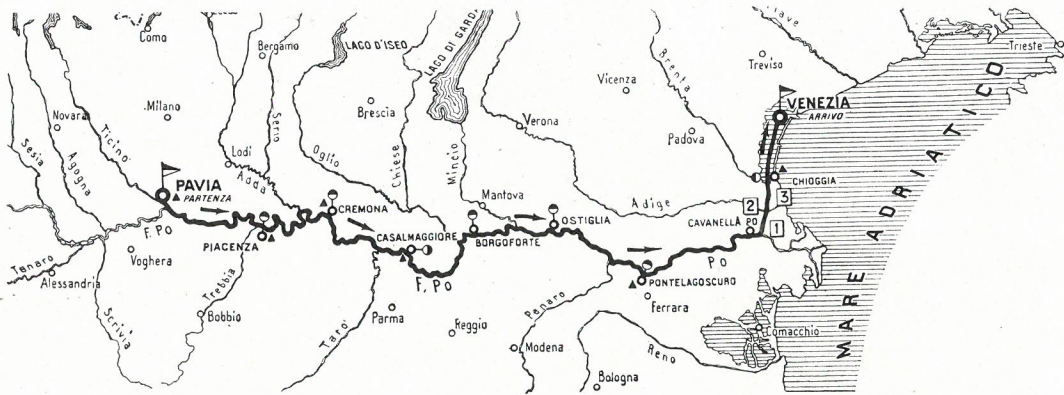 Como
Bergamo
LAGO D'ISEO
LAGO DI GARDA
Piave
Trieste
Treviso
Vicenza
Brenta
Novara
Milano
Brescia
VENEZIA
ARRIVO
Ticino
Serio
Verona
Padova
Sesia
Agogna
Lodi
Adda
Oglio
Chiese
Mincio
PAVIA
PARTENZA
CHIOGGIA
Mantova
Adige
2
3
CREMONA
OSTIGLIA
CAVANELLA PO
1
F. Po
PIACENZA
CASALMAGGIORE
BORGOFORTE
Voghera
Po
Tanaro
Alessandria
F. Po
PONTELAGOSCURO
Trebbia
Ferrara
Scrivia
Bobbio
Taro
Parma
Reggio
Panaro
Comacchio
Modena
Reno
Bologna
MARE ADRIATICO